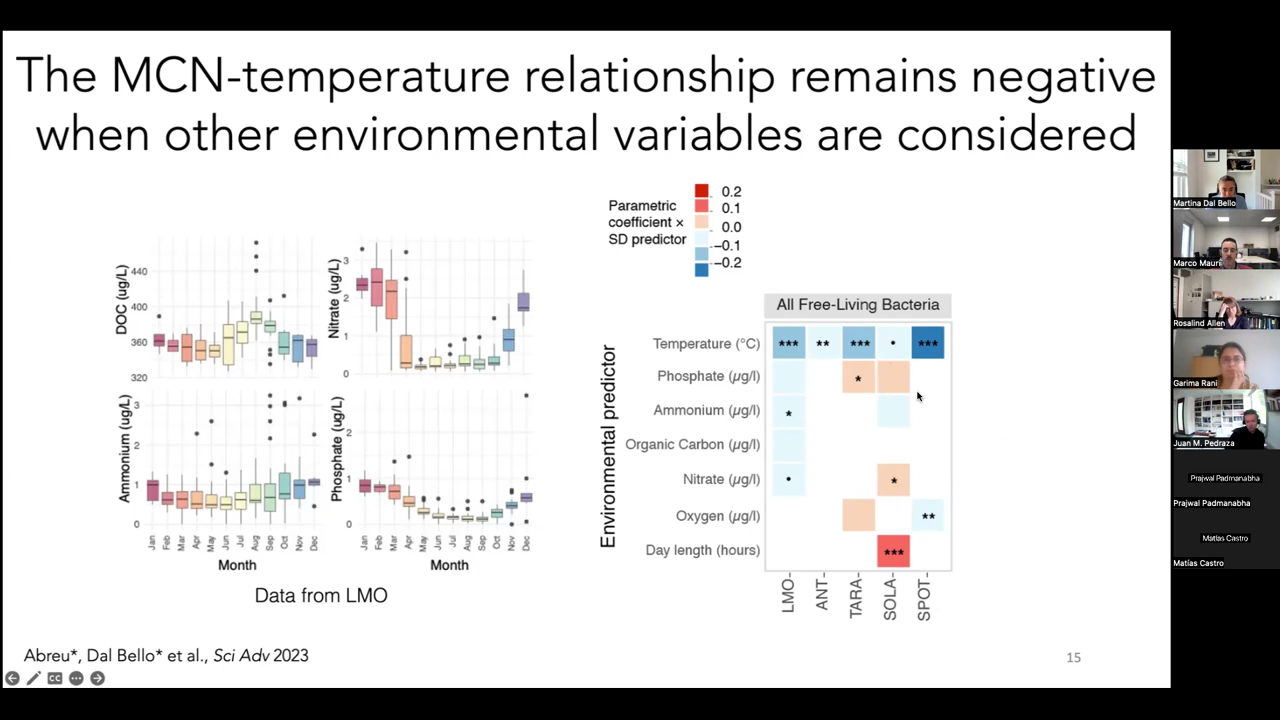 The MCN-temperature relationship remains negative
when other environmental variables are considered
DOC (ug/L)
440
400
360
320
Nitrate (ug/L)
3
2
1
0
Ammonium (ug/L)
3
2
1
0
Phosphate (ug/L)
2
1
0
Jan
Feb
Mar
Apr
May
Jun
Jul
Aug
Sep
Oct
Nov
Dec
Month
Jan
Feb
Mar
Apr
May
Jun
Jul
Aug
Sep
Oct
Nov
Dec
Month
Data from LMO
Parametric
coefficient ×
SD predictor
0.2
0.1
0.0
−0.1
−0.2
All Free-Living Bacteria
Environmental predictor
Temperature (°C) *** ** *** • ***
Phosphate (µg/l) *
Ammonium (µg/l) *
Organic Carbon (µg/l)
Nitrate (µg/l) • *
Oxygen (µg/l) **
Day length (hours) ***
LMO
ANT
TARA
SOLA
SPOT
Abreu*, Dal Bello* et al., Sci Adv 2023
15
CC
Martina Dal Bello
Marco Mauri
Rosalind Allen
Garima Rani
Juan M. Pedraza
Prajwal Padmanabha
Prajwal Padmanabha
Matías Castro
Matías Castro